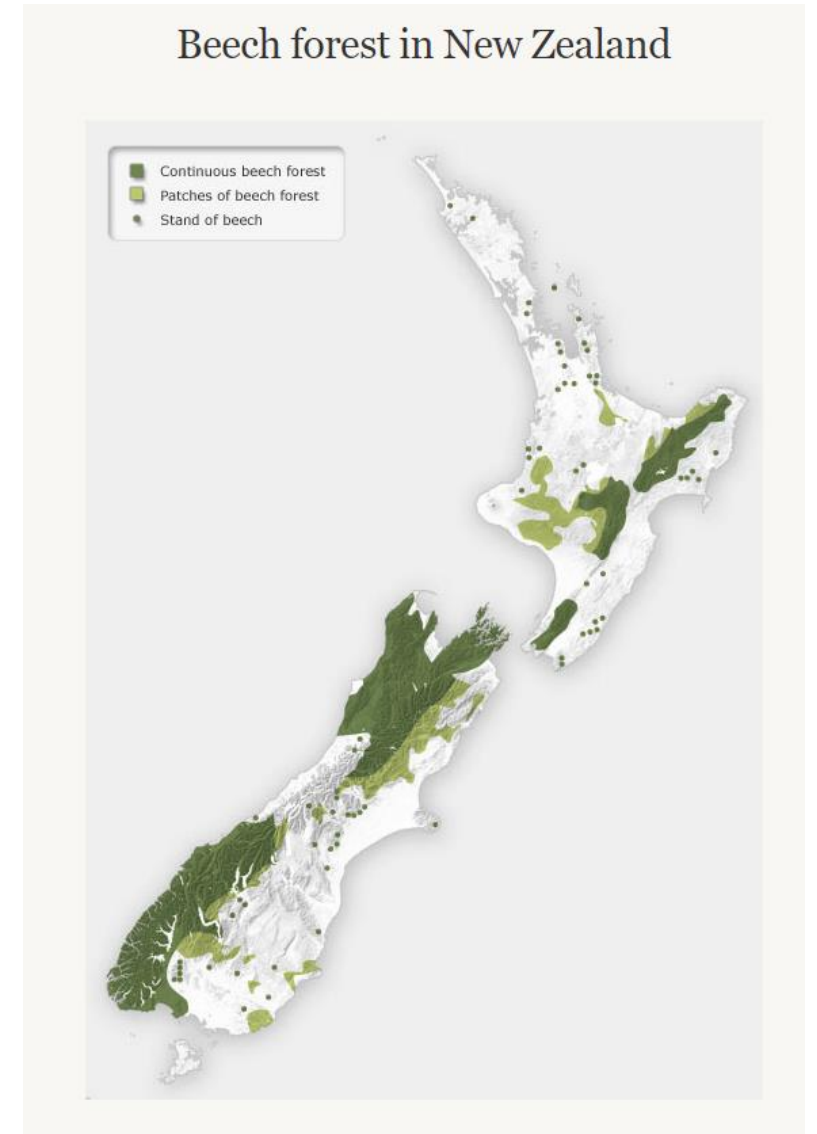 Beech forest in New Zealand
Continuous beech forest
Patches of beech forest
Stand of beech